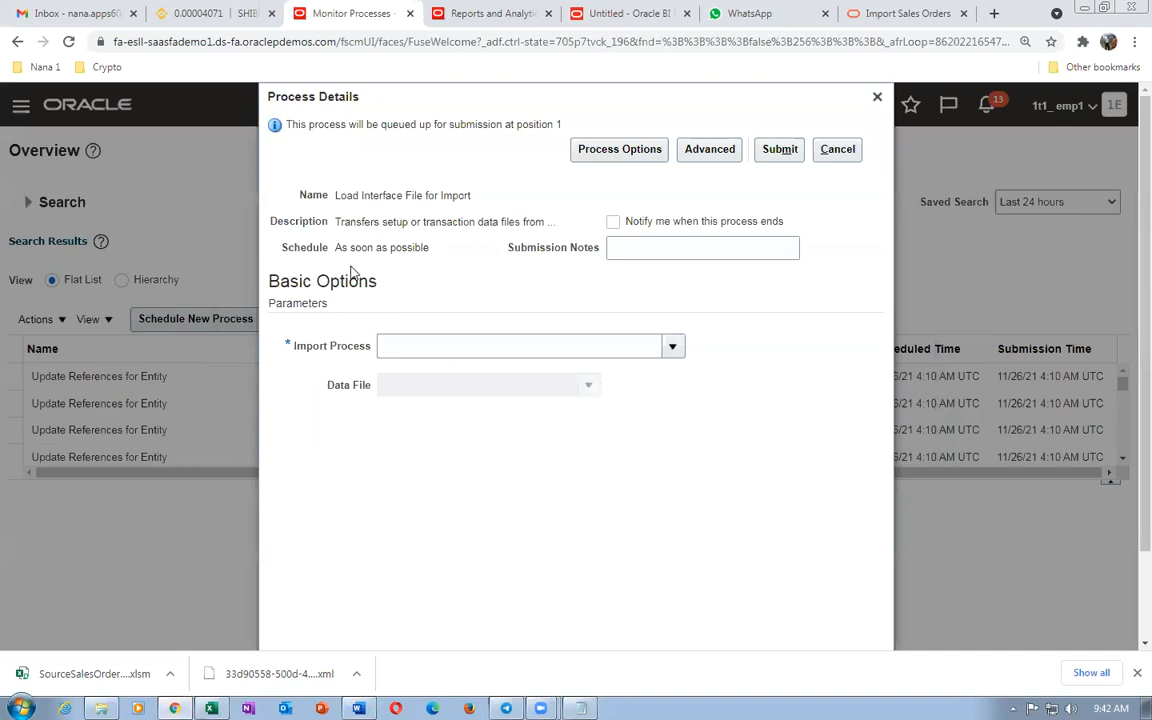 Inbox - nana.apps60
0.00004071 | SHIB
Monitor Processes -
Reports and Analytic
Untitled - Oracle BI
WhatsApp
Import Sales Orders
fa-esll-saasfademo1.ds-fa.oraclepdemos.com/fscmUI/faces/FuseWelcome?_adf.ctrl-state=705p7tvck_196&fnd=%3B%3B%3B%3Bfalse%3B256%3B%3B%3B&_afrLoop=86202216547...
Nana 1
Crypto
Other bookmarks
ORACLE
13
1t1_emp1
1E
Overview
Search
Saved Search
Last 24 hours
Search Results
View
Flat List
Hierarchy
Actions
View
Schedule New Process
Name
eduled Time
Submission Time
Update References for Entity
6/21 4:10 AM UTC
11/26/21 4:10 AM UTC
Update References for Entity
6/21 4:10 AM UTC
11/26/21 4:10 AM UTC
Update References for Entity
6/21 4:10 AM UTC
11/26/21 4:10 AM UTC
Update References for Entity
6/21 4:10 AM UTC
11/26/21 4:10 AM UTC
Process Details
This process will be queued up for submission at position 1
Process Options
Advanced
Submit
Cancel
Name
Load Interface File for Import
Description
Transfers setup or transaction data files from ...
Notify me when this process ends
Schedule
As soon as possible
Submission Notes
Basic Options
Parameters
* Import Process
Data File
SourceSalesOrder....xlsm
33d90558-500d-4....xml
Show all
9:42 AM